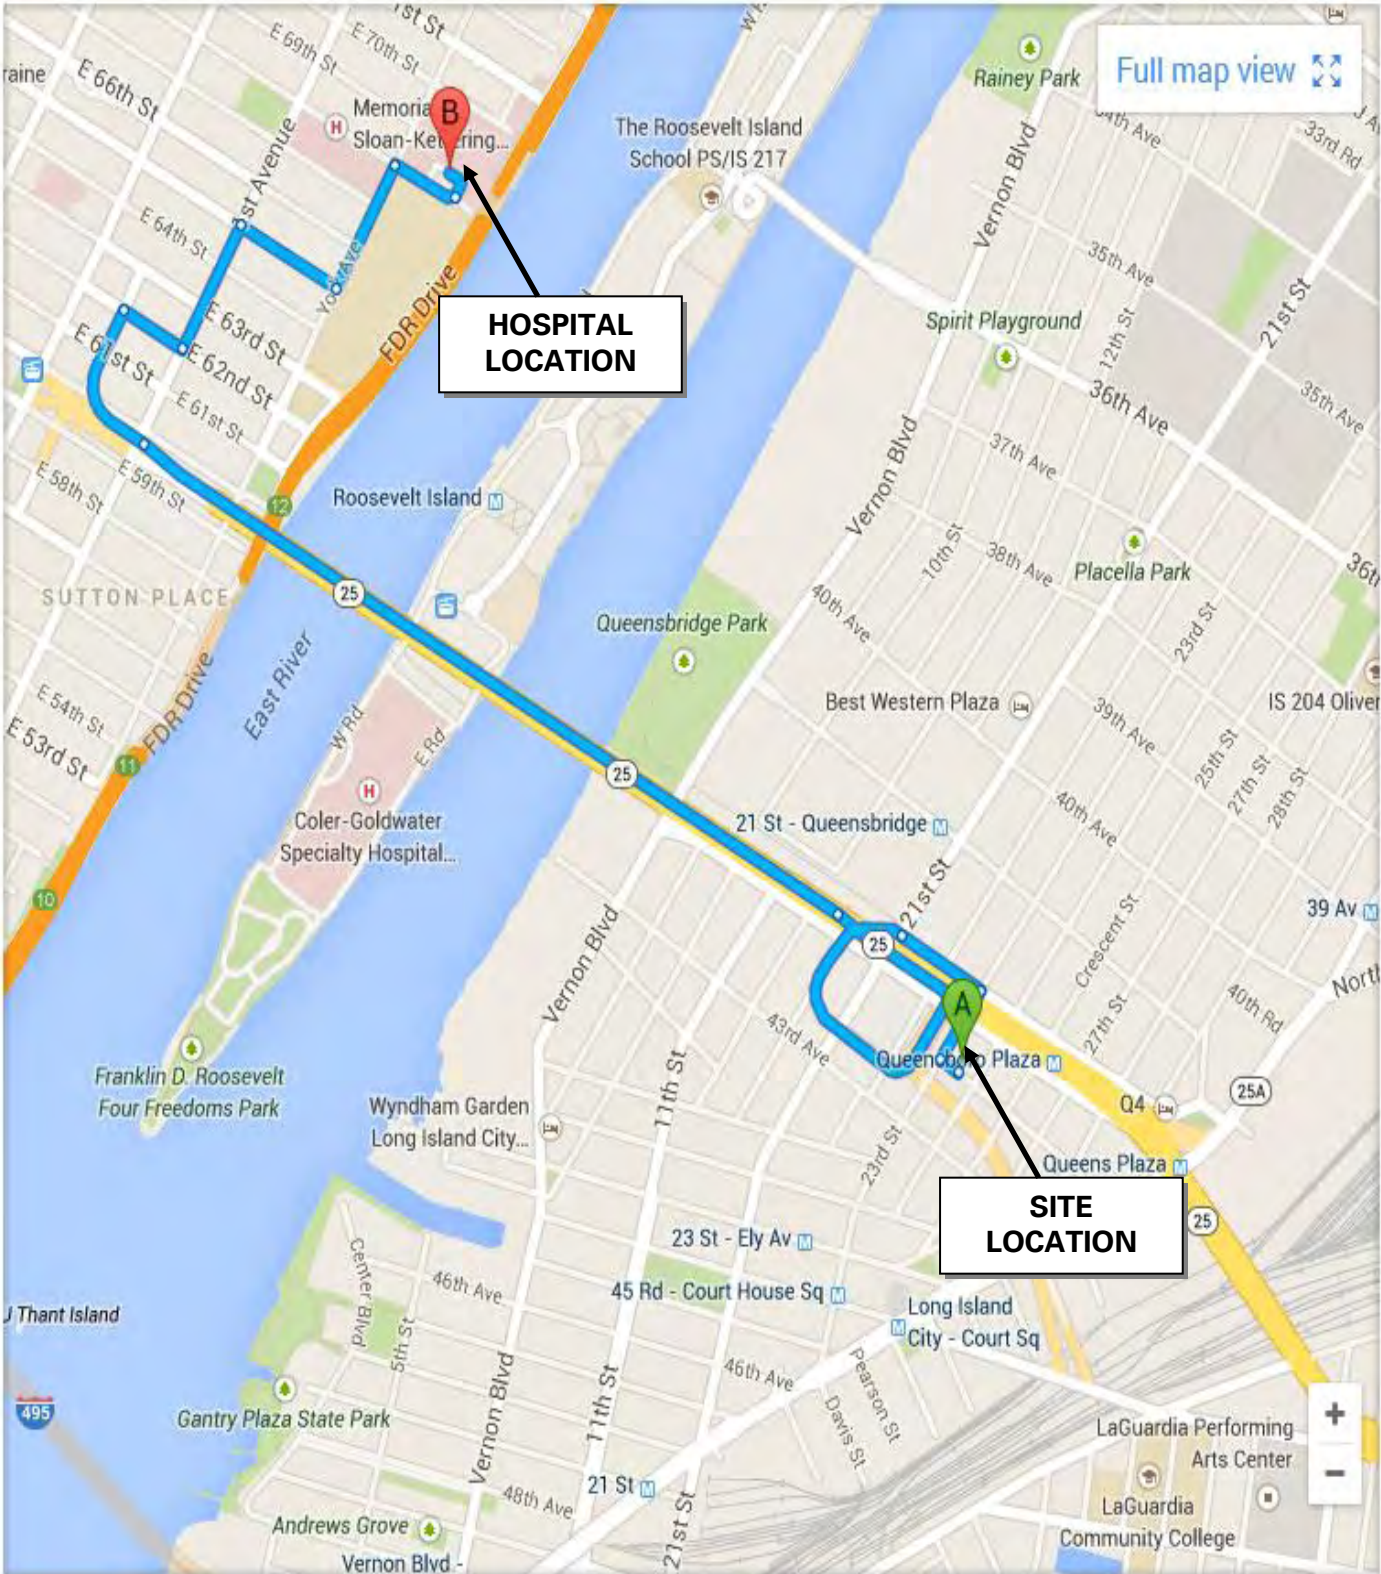 1st St
E 70th St
E 69th St
raine
E 66th St
Rainey Park
Full map view
33rd Rd
Memoria
Sloan-Kettering...
B
H
The Roosevelt Island
School PS/IS 217
1st Avenue
Vernon Blvd
E 64th St
York Ave
35th Ave
FDR Drive
HOSPITAL
LOCATION
21st St
E 63rd St
Spirit Playground
12th St
E 61st St
E 62nd St
35th Ave
36th Ave
E 61st St
37th Ave
E 58th St
E 59th St
Roosevelt Island
M
12
Vernon Blvd
10th St
38th Ave
Placella Park
36th
SUTTON PLACE
25
40th Ave
Queensbridge Park
23rd St
East River
FDR Drive
E 54th St
E 53rd St
W Rd
E Rd
Best Western Plaza
IS 204 Oliver
39th Ave
11
25
25th St
27th St
28th St
H
Coler-Goldwater
Specialty Hospital...
21 St - Queensbridge
M
40th Ave
10
21st St
39 Av
M
Vernon Blvd
25
Crescent St
North
40th Rd
A
43rd Ave
27th St
Queensboro Plaza
M
Franklin D. Roosevelt
Four Freedoms Park
Wyndham Garden
Long Island City...
11th St
Q4
25A
23rd St
Queens Plaza
M
SITE
LOCATION
25
23 St - Ely Av
M
Center Blvd
46th Ave
45 Rd - Court House Sq
M
U Thant Island
Long Island
City - Court Sq
M
5th St
46th Ave
Pearson St
Davis St
495
Gantry Plaza State Park
Vernon Blvd
11th St
LaGuardia Performing
Arts Center
+
−
21 St
M
48th Ave
21st St
LaGuardia
Community College
Andrews Grove
Vernon Blvd -